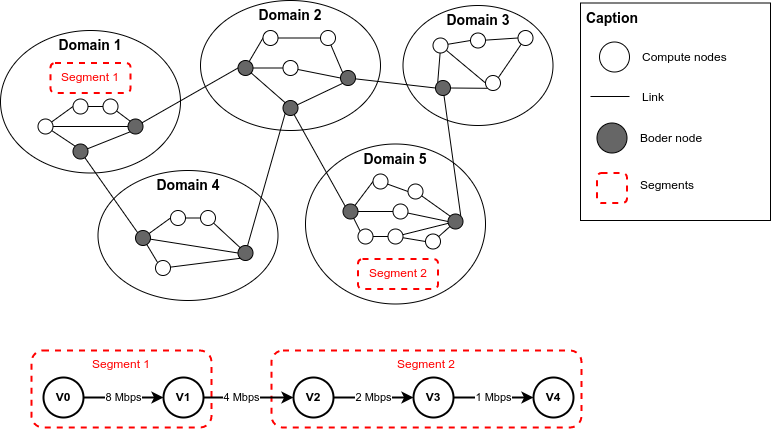 Domain 1
Segment 1
Domain 2
Domain 3
Domain 4
Domain 5
Segment 2
Caption
Compute nodes
Link
Boder node
Segments
Segment 1
Segment 2
V0
8 Mbps
V1
4 Mbps
V2
2 Mbps
V3
1 Mbps
V4